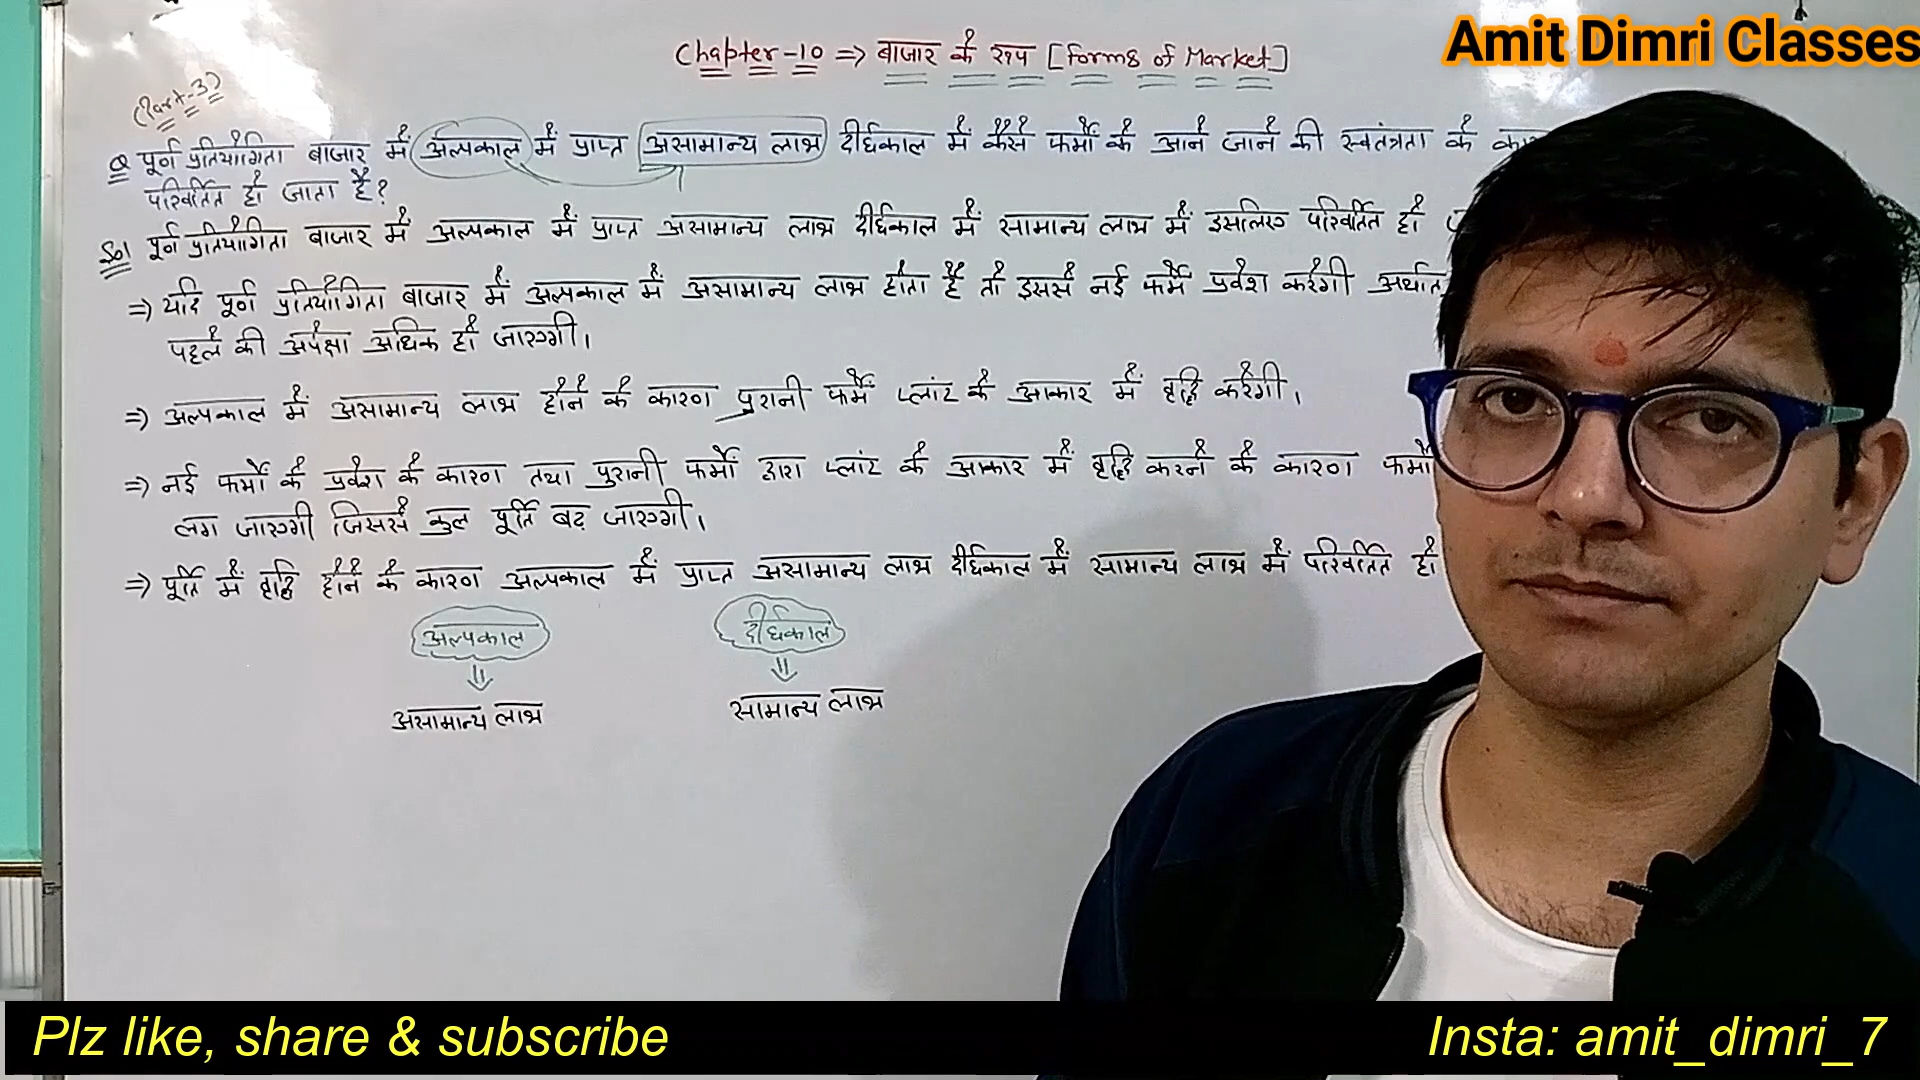 Amit Dimri Classes
Chapter-10 ⇒ बाजार के रूप [Forms of Market]
(Part-3)
Q पूर्ण प्रतियोगिता बाजार में अल्पकाल में प्राप्त असामान्य लाभ दीर्घकाल में कैसे फर्मों के आने जाने की स्वतंत्रता के
परिवर्तित हो जाता है?
Sol पूर्ण प्रतियोगिता बाजार में अल्पकाल में प्राप्त असामान्य लाभ दीर्घकाल में सामान्य लाभ में इसलिए परिवर्तित हो
⇒ यदि पूर्ण प्रतियोगिता बाजार में अल्पकाल में असामान्य लाभ होता है तो इससे नई फर्में प्रवेश करेंगी अर्थात
पहले की अपेक्षा अधिक हो जाएगी।
⇒ अल्पकाल में असामान्य लाभ होने के कारण पुरानी फर्में प्लांट के आकार में वृद्धि करेगी।
⇒ नई फर्मों के प्रवेश के कारण तथा पुरानी फर्मों द्वारा प्लांट के आकार में वृद्धि करने के कारण
लग जाएगी जिससे कुल पूर्ति बढ़ जाएगी।
⇒ पूर्ति में वृद्धि होने के कारण अल्पकाल में प्राप्त असामान्य लाभ दीर्घकाल में सामान्य लाभ में परिवर्तित हो
अल्पकाल दीर्घकाल
⇓ ⇓
असामान्य लाभ सामान्य लाभ
Plz like, share & subscribe Insta: amit_dimri_7